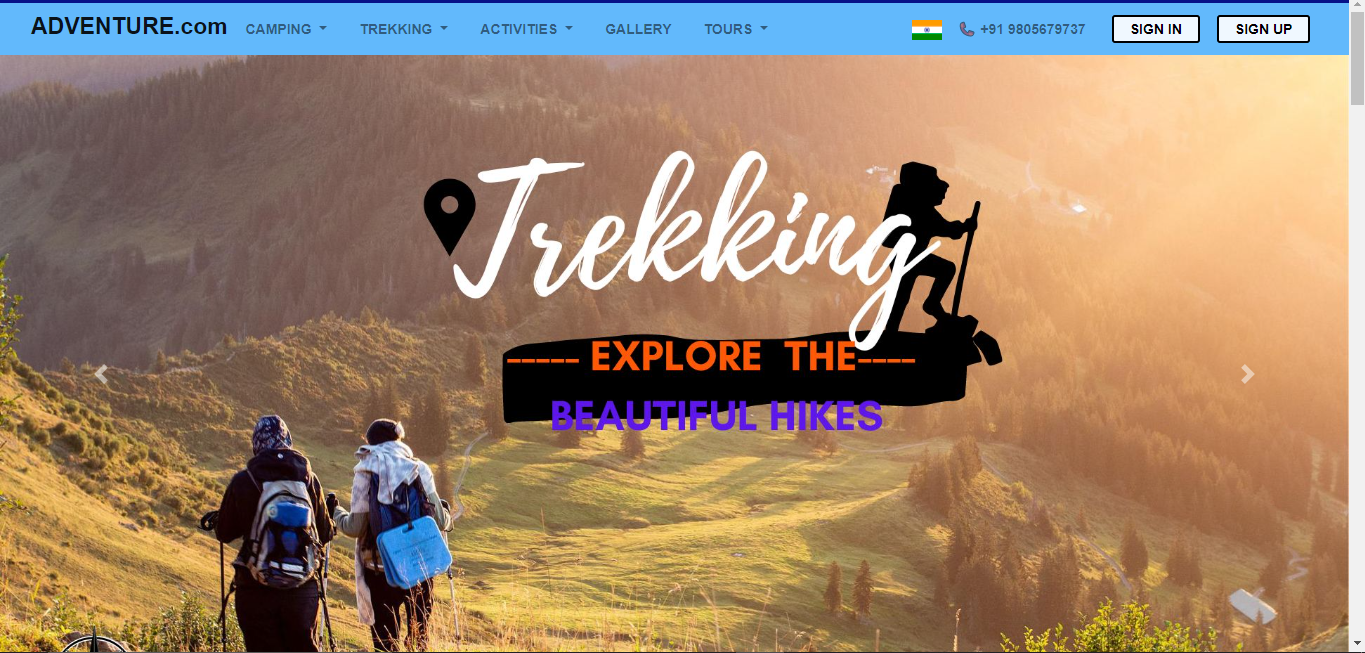 ADVENTURE.com CAMPING TREKKING ACTIVITIES GALLERY TOURS +91 9805679737 SIGN IN SIGN UP
Trekking
----- EXPLORE THE----
BEAUTIFUL HIKES